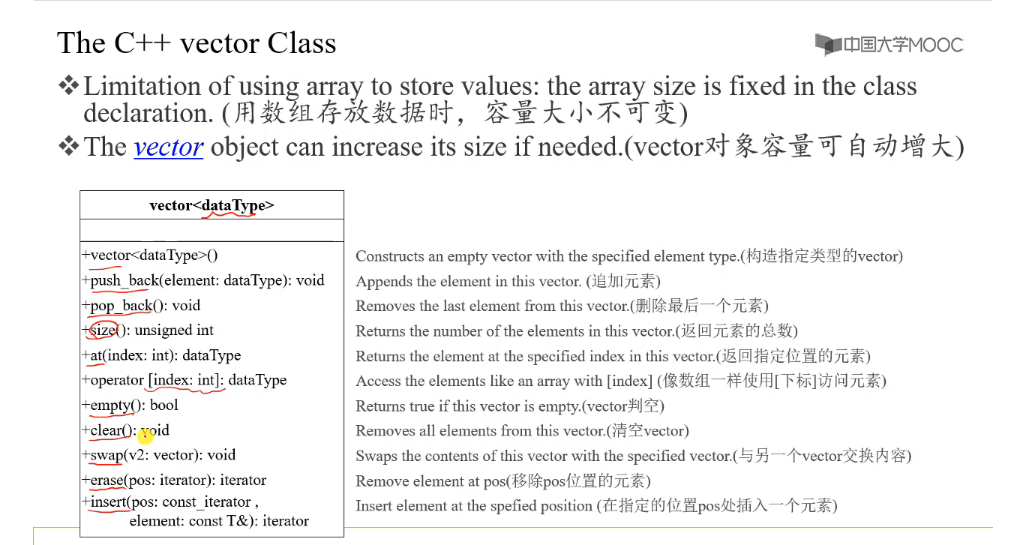 The C++ vector Class
中国大学MOOC
❖Limitation of using array to store values: the array size is fixed in the class
declaration. (用数组存放数据时，容量大小不可变)
❖The vector object can increase its size if needed.(vector对象容量可自动增大)
vector<dataType>
+vector<dataType>() Constructs an empty vector with the specified element type.(构造指定类型的vector)
+push_back(element: dataType): void Appends the element in this vector. (追加元素)
+pop_back(): void Removes the last element from this vector.(删除最后一个元素)
+size(): unsigned int Returns the number of the elements in this vector.(返回元素的总数)
+at(index: int): dataType Returns the element at the specified index in this vector.(返回指定位置的元素)
+operator [index: int]: dataType Access the elements like an array with [index] (像数组一样使用[下标]访问元素)
+empty(): bool Returns true if this vector is empty.(vector判空)
+clear(): void Removes all elements from this vector.(清空vector)
+swap(v2: vector): void Swaps the contents of this vector with the specified vector.(与另一个vector交换内容)
+erase(pos: iterator): iterator Remove element at pos(移除pos位置的元素)
+insert(pos: const_iterator , Insert element at the spefied position (在指定的位置pos处插入一个元素)
element: const T&): iterator